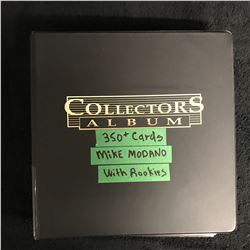 COLLECTORS
ALBUM
350+ Cards
MIKE MODANO
With Rookies